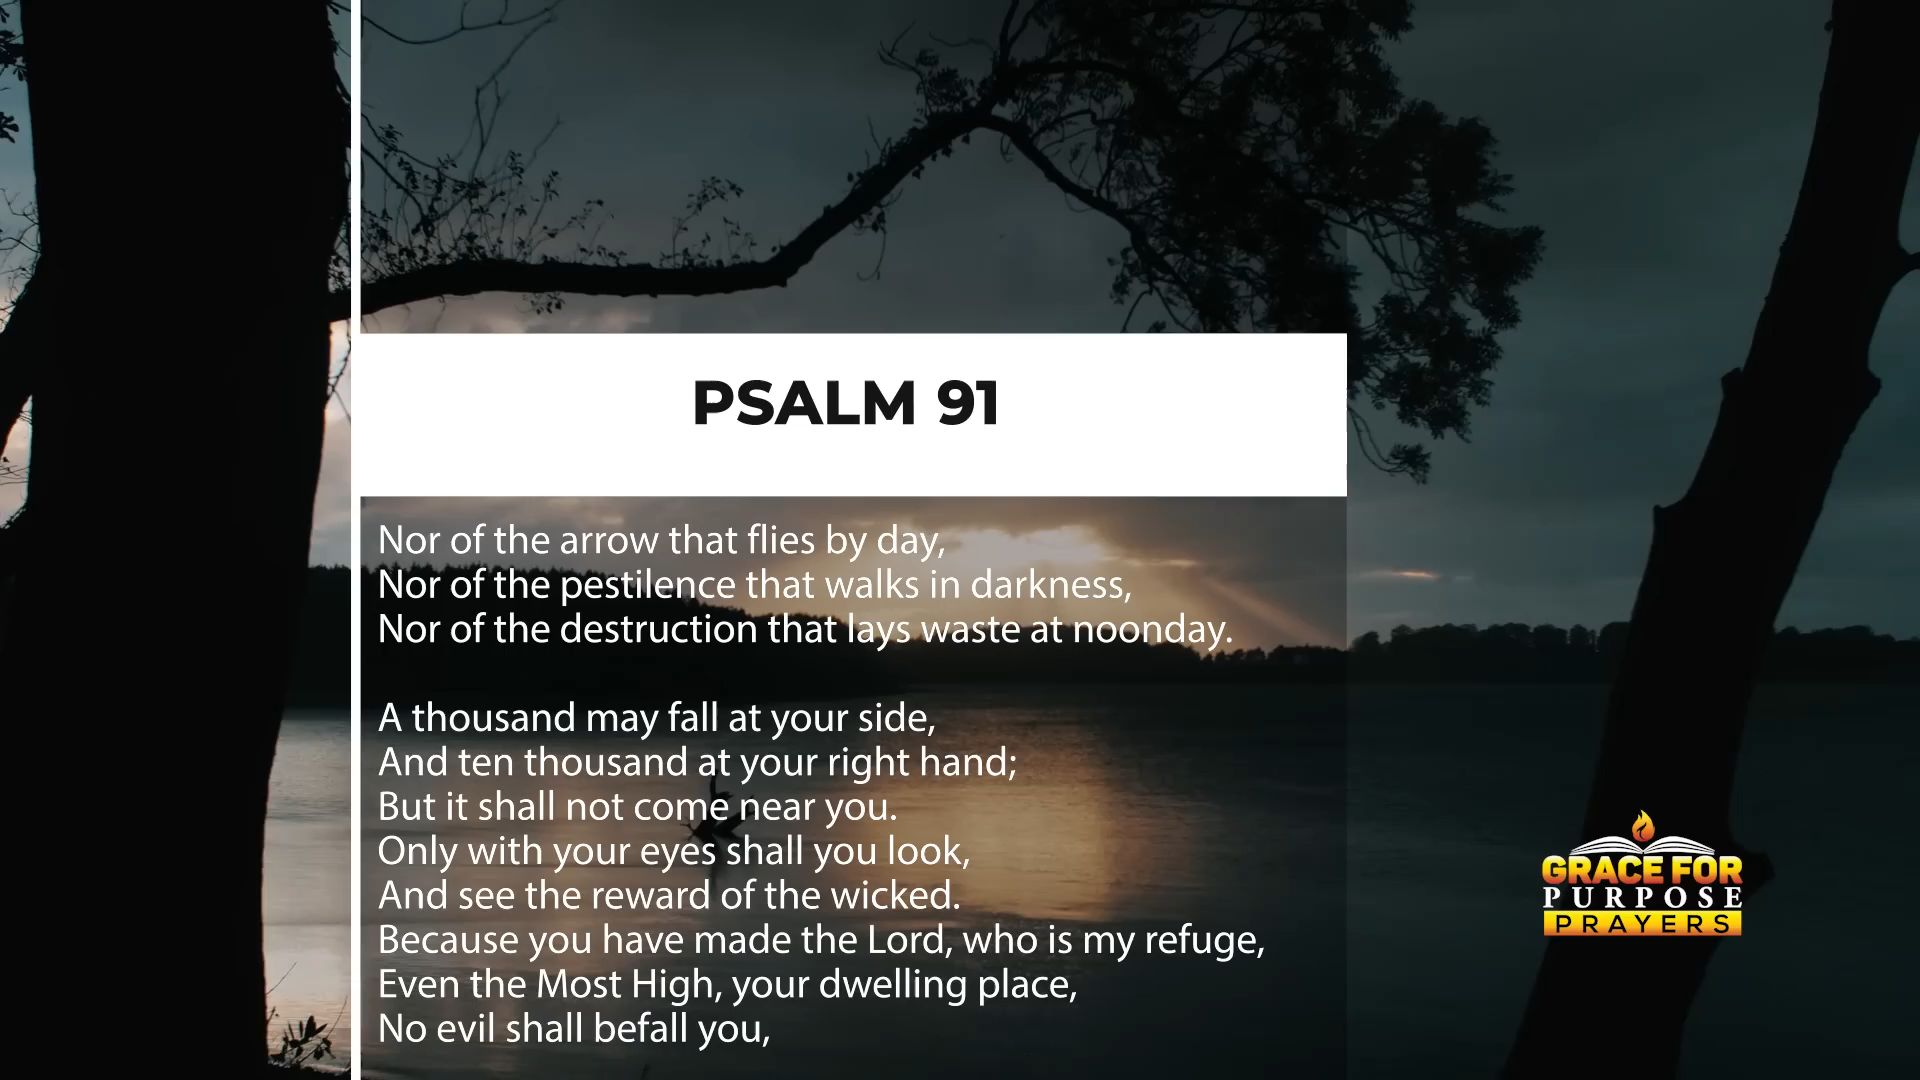 PSALM 91
Nor of the arrow that flies by day,
Nor of the pestilence that walks in darkness,
Nor of the destruction that lays waste at noonday.
A thousand may fall at your side,
And ten thousand at your right hand;
But it shall not come near you.
Only with your eyes shall you look,
And see the reward of the wicked.
Because you have made the Lord, who is my refuge,
Even the Most High, your dwelling place,
No evil shall befall you,
GRACE FOR
PURPOSE
PRAYERS